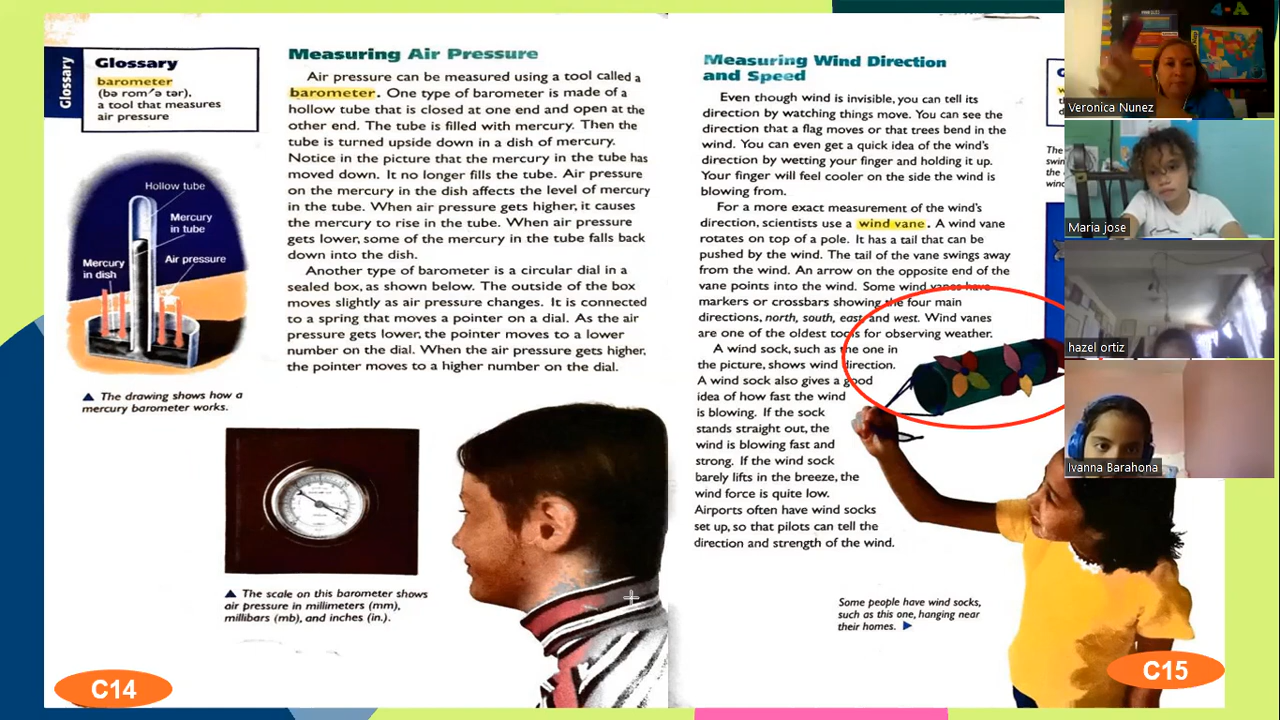 Glossary
Glossary
barometer
(bə rom′ə tər),
a tool that measures
air pressure
Hollow tube
Mercury
in tube
Mercury
in dish
Air pressure
▲ The drawing shows how a
mercury barometer works.
Measuring Air Pressure
Air pressure can be measured using a tool called a
barometer. One type of barometer is made of a
hollow tube that is closed at one end and open at the
other end. The tube is filled with mercury. Then the
tube is turned upside down in a dish of mercury.
Notice in the picture that the mercury in the tube has
moved down. It no longer fills the tube. Air pressure
on the mercury in the dish affects the level of mercury
in the tube. When air pressure gets higher, it causes
the mercury to rise in the tube. When air pressure
gets lower, some of the mercury in the tube falls back
down into the dish.
Another type of barometer is a circular dial in a
sealed box, as shown below. The outside of the box
moves slightly as air pressure changes. It is connected
to a spring that moves a pointer on a dial. As the air
pressure gets lower, the pointer moves to a lower
number on the dial. When the air pressure gets higher,
the pointer moves to a higher number on the dial.
▲ The scale on this barometer shows
air pressure in millimeters (mm),
millibars (mb), and inches (in.).
C14
Measuring Wind Direction
and Speed
Even though wind is invisible, you can tell its
direction by watching things move. You can see the
direction that a flag moves or that trees bend in the
wind. You can even get a quick idea of the wind's
direction by wetting your finger and holding it up.
Your finger will feel cooler on the side the wind is
blowing from.
For a more exact measurement of the wind's
direction, scientists use a wind vane. A wind vane
rotates on top of a pole. It has a tail that can be
pushed by the wind. The tail of the vane swings away
from the wind. An arrow on the opposite end of the
vane points into the wind. Some wind vanes have
markers or crossbars showing the four main
directions, north, south, east, and west. Wind vanes
are one of the oldest tools for observing weather.
A wind sock, such as the one in
the picture, shows wind direction.
A wind sock also gives a good
idea of how fast the wind
is blowing. If the sock
stands straight out, the
wind is blowing fast and
strong. If the wind sock
barely lifts in the breeze, the
wind force is quite low.
Airports often have wind socks
set up, so that pilots can tell the
direction and strength of the wind.
Some people have wind socks,
such as this one, hanging near
their homes. ▶
C15
4-A
Veronica Nunez
Maria jose
hazel ortíz
Ivanna Barahona